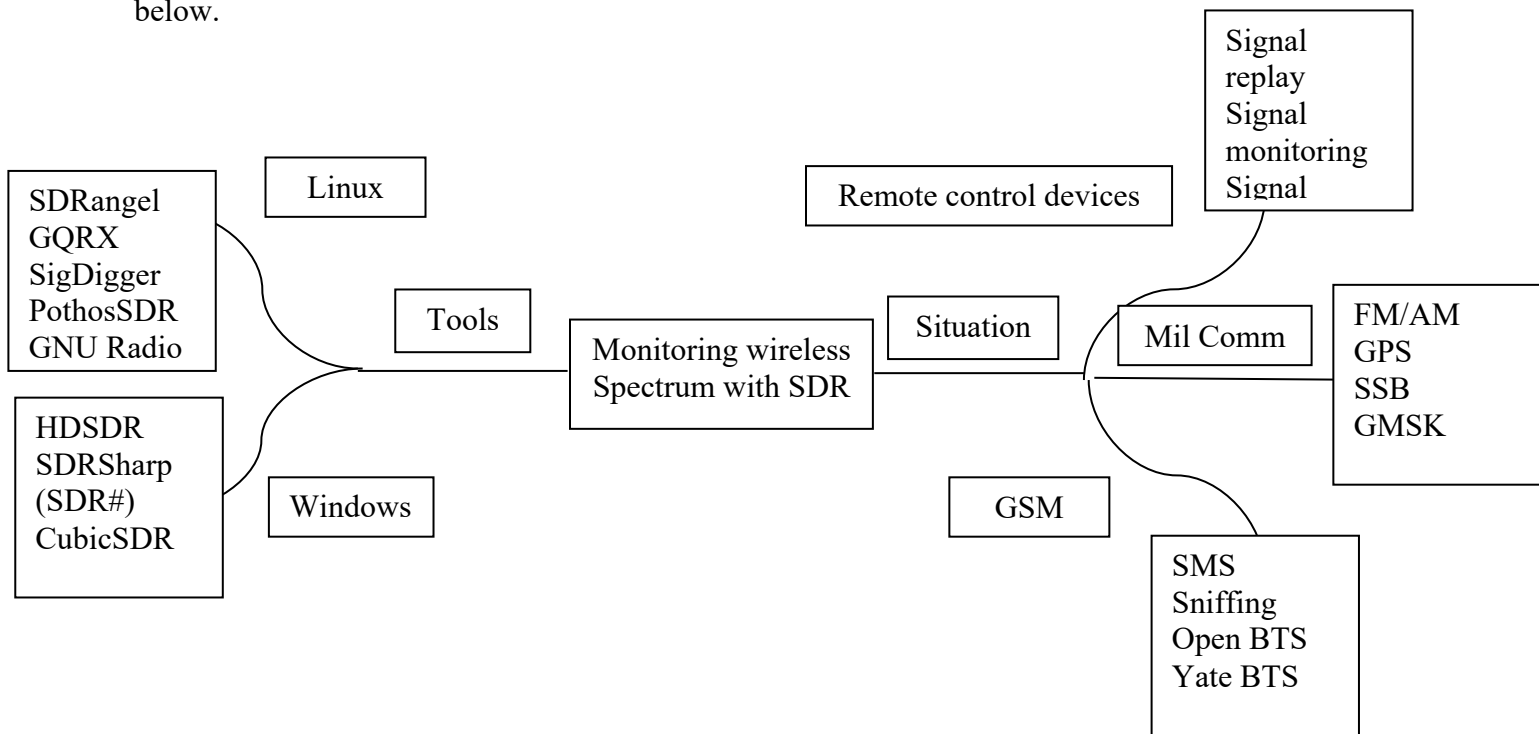 below.
Signal
replay
Signal
monitoring
Signal
Linux
Remote control devices
SDRangel
GQRX
SigDigger
PothosSDR
GNU Radio
Tools
Situation
Mil Comm
FM/AM
GPS
SSB
GMSK
Monitoring wireless
Spectrum with SDR
HDSDR
SDRSharp
(SDR#)
CubicSDR
Windows
GSM
SMS
Sniffing
Open BTS
Yate BTS